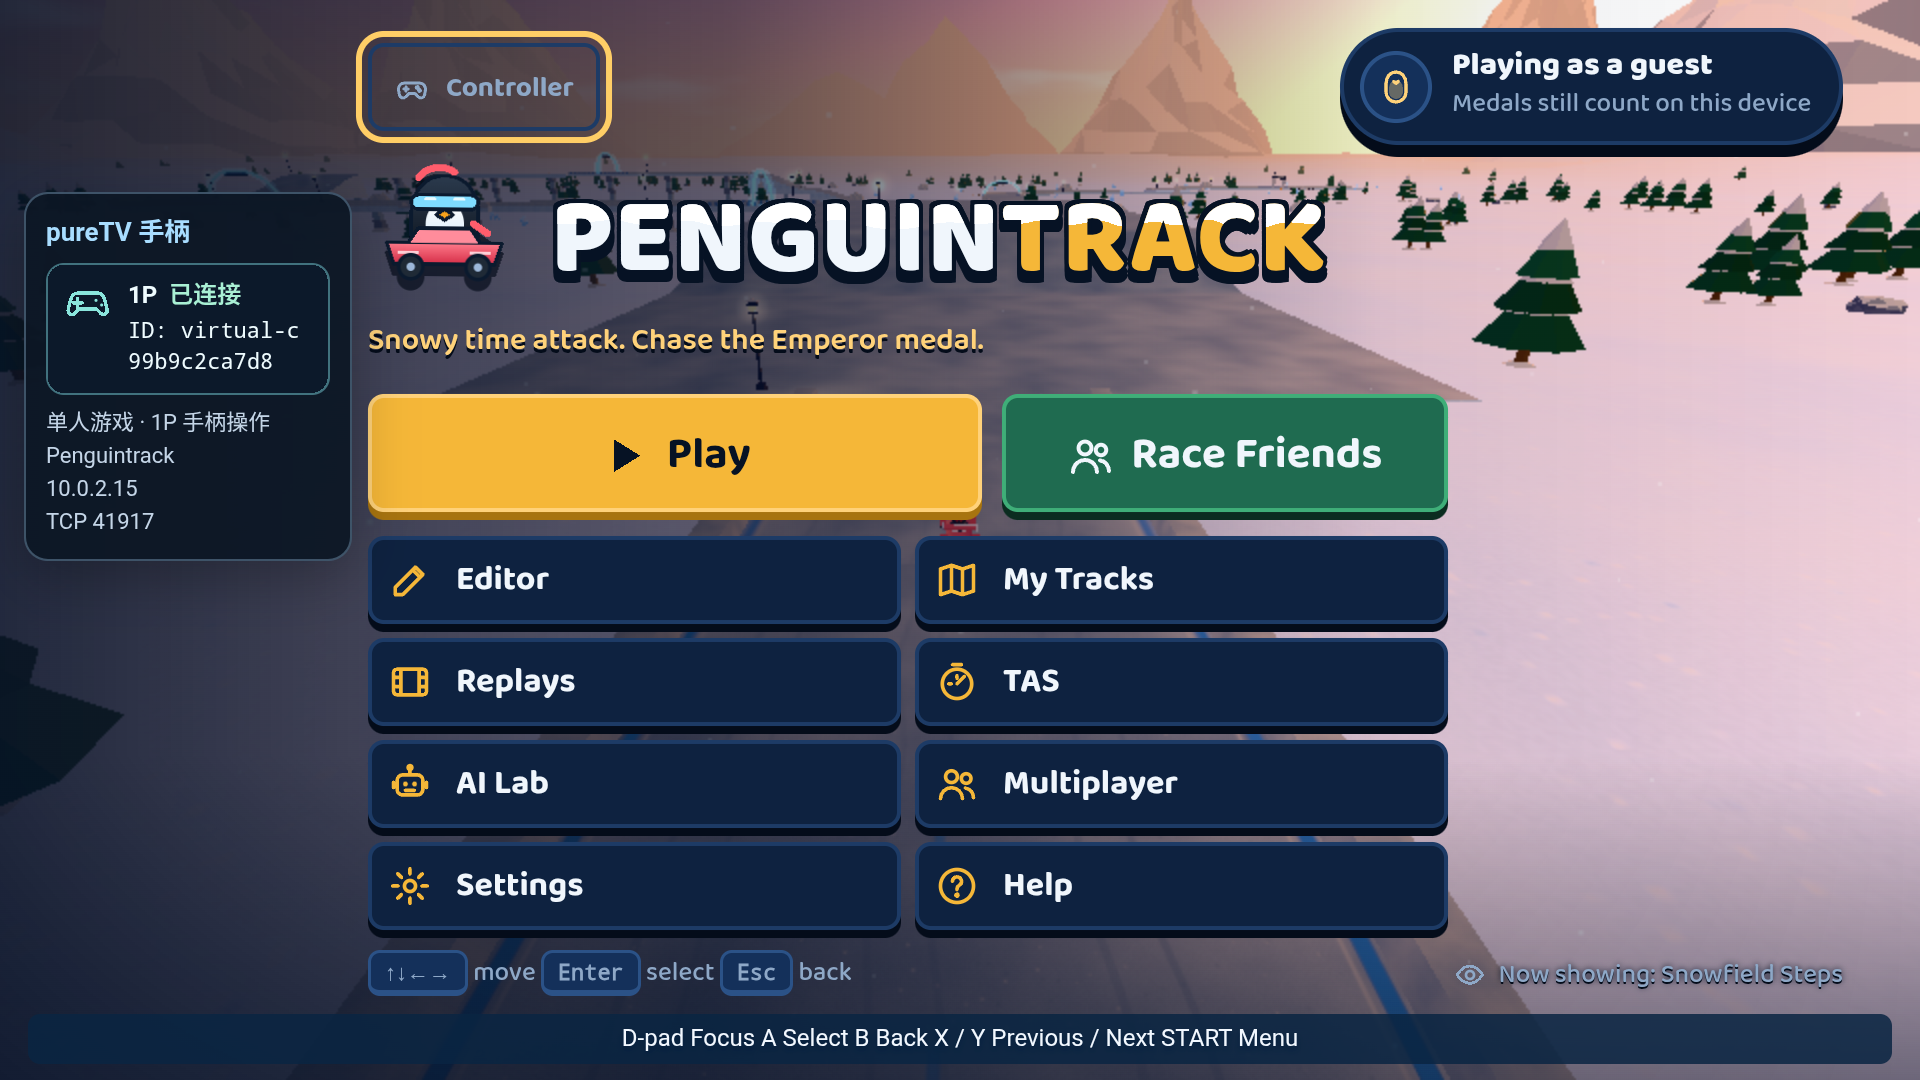 Controller
Playing as a guest
Medals still count on this device
pureTV 手柄
1P 已连接
ID: virtual-c
99b9c2ca7d8
单人游戏 · 1P 手柄操作
Penguintrack
10.0.2.15
TCP 41917
PENGUINTRACK
Snowy time attack. Chase the Emperor medal.
Play
Race Friends
Editor
My Tracks
Replays
TAS
AI Lab
Multiplayer
Settings
Help
↑↓←→ move Enter select Esc back
Now showing: Snowfield Steps
D-pad Focus A Select B Back X / Y Previous / Next START Menu